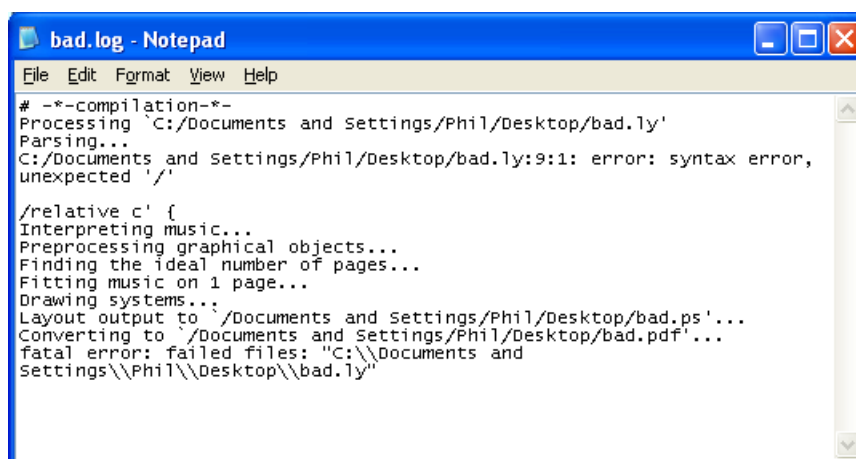 bad.log - Notepad
File Edit Format View Help
# -*-compilation-*-
Processing `C:/Documents and Settings/Phil/Desktop/bad.ly'
Parsing...
C:/Documents and Settings/Phil/Desktop/bad.ly:9:1: error: syntax error,
unexpected '/'

/relative c' {
Interpreting music...
Preprocessing graphical objects...
Finding the ideal number of pages...
Fitting music on 1 page...
Drawing systems...
Layout output to `/Documents and Settings/Phil/Desktop/bad.ps'...
Converting to `/Documents and Settings/Phil/Desktop/bad.pdf'...
fatal error: failed files: "C:\\Documents and
Settings\\Phil\\Desktop\\bad.ly"